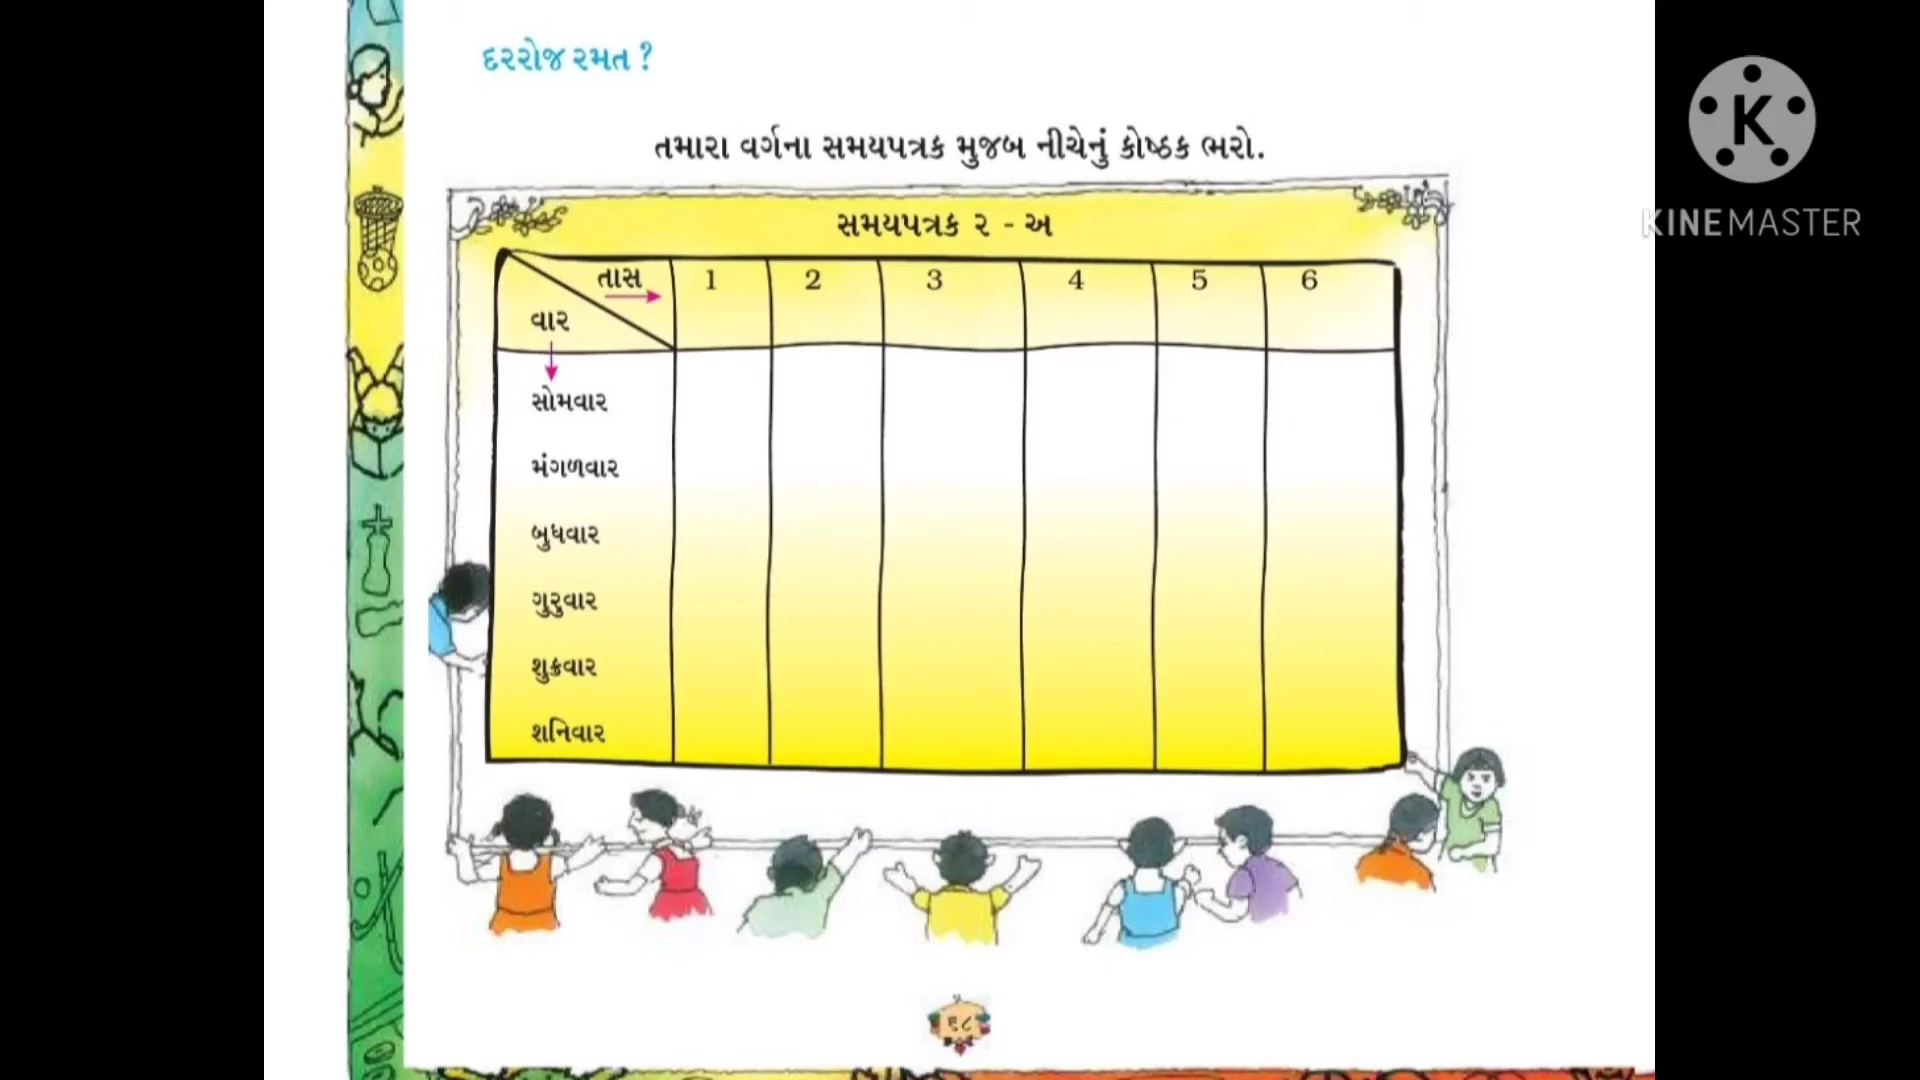 દરરોજ રમત ?
તમારા વર્ગના સમયપત્રક મુજબ નીચેનું કોષ્ઠક ભરો.
સમયપત્રક ૨ - અ
તાસ 1 2 3 4 5 6
વાર
સોમવાર
મંગળવાર
બુધવાર
ગુરુવાર
શુક્રવાર
શનિવાર
૬૮
K
KINEMASTER